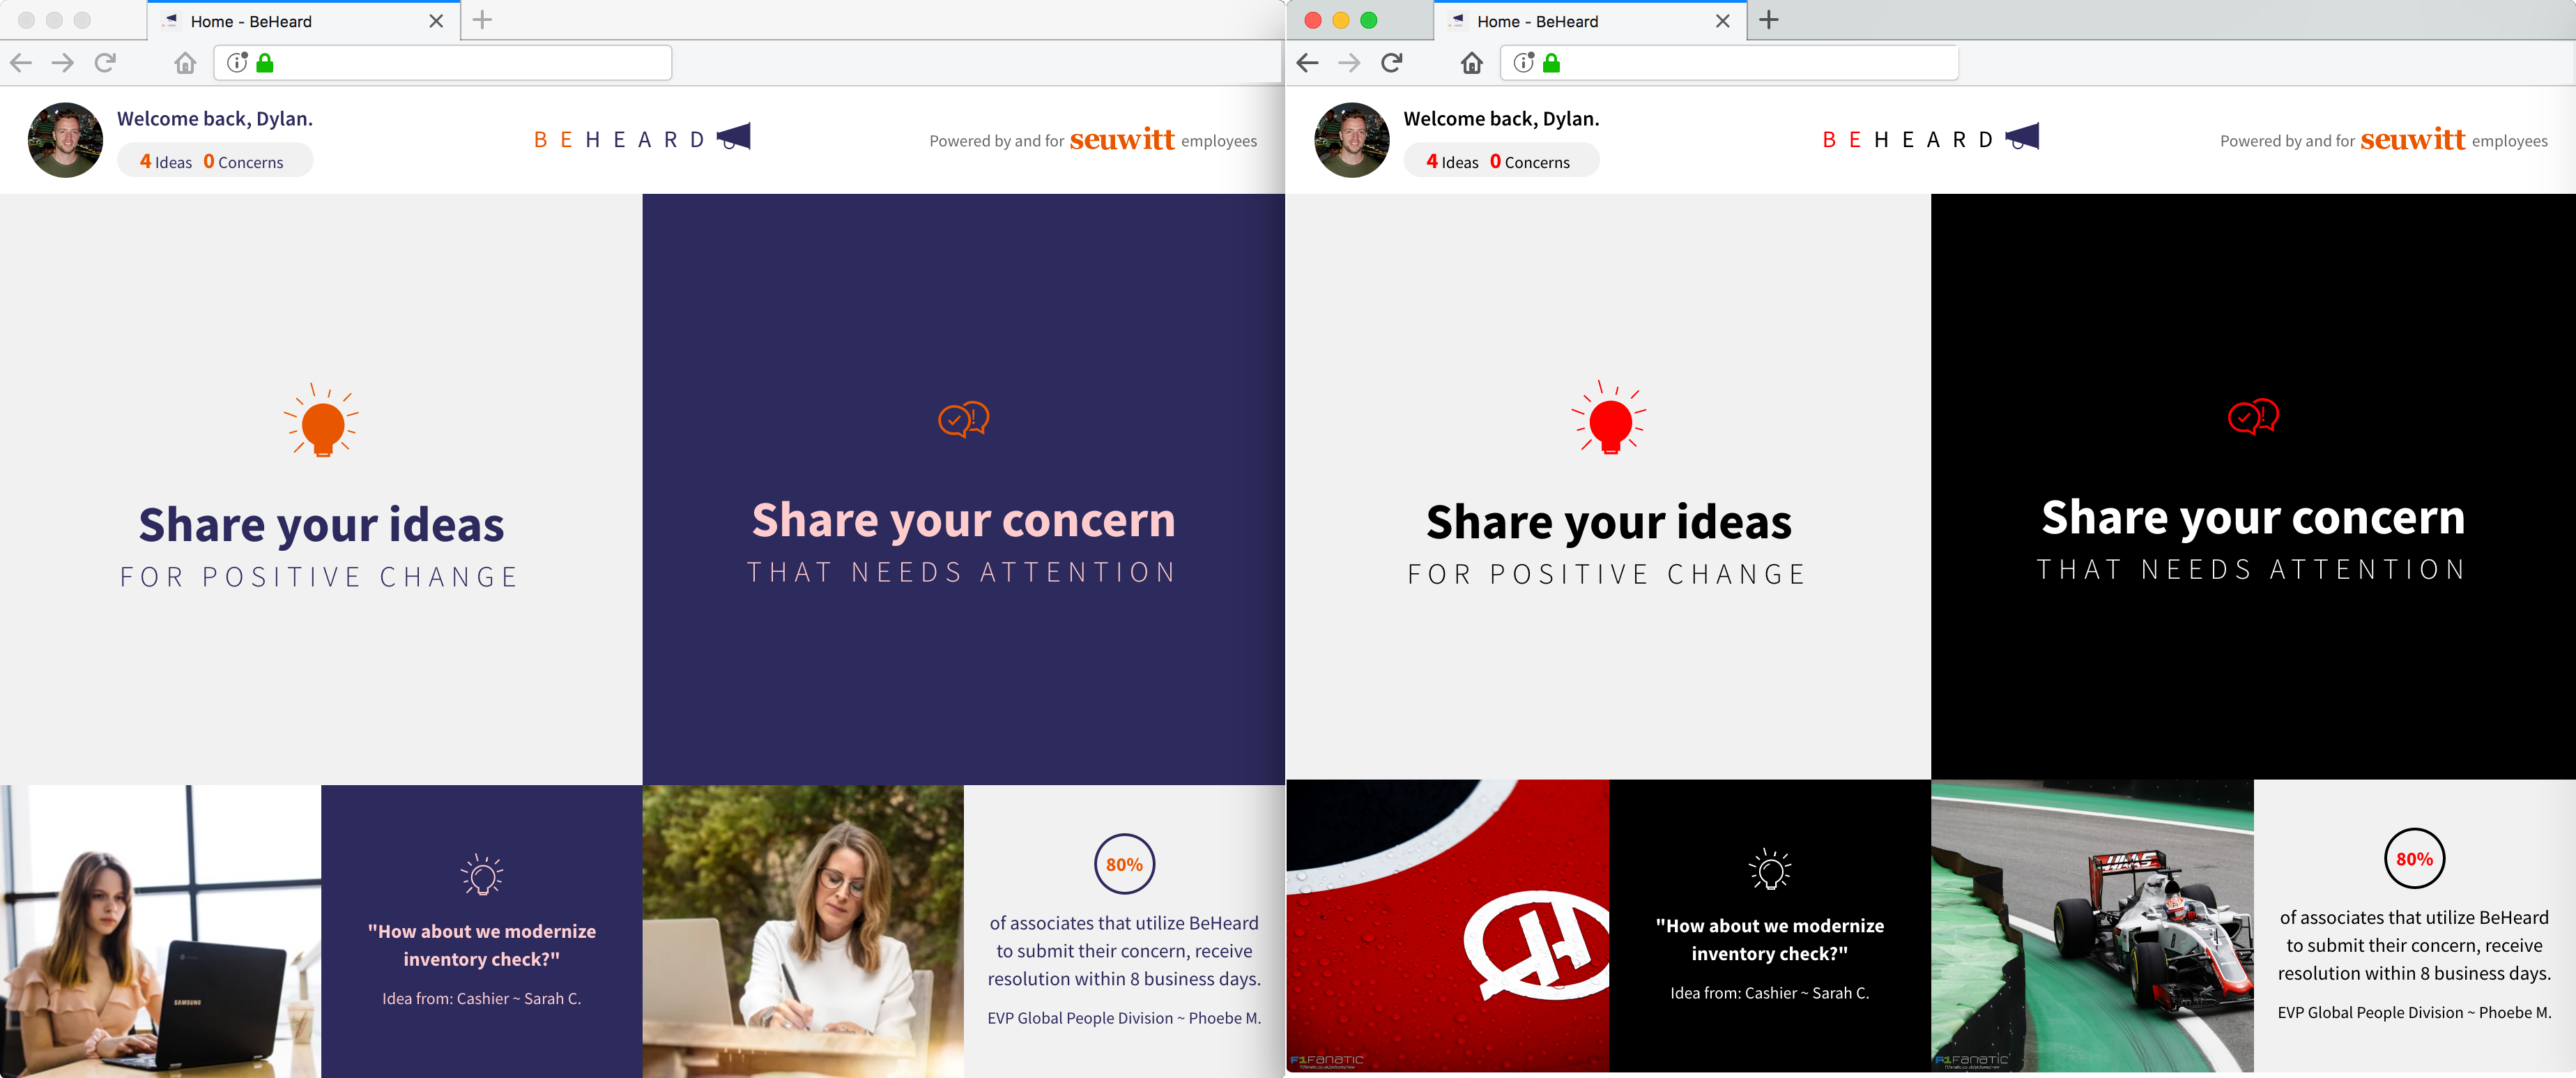 Home - BeHeard
Welcome back, Dylan.
4 Ideas 0 Concerns
BEHEARD
Powered by and for seuwitt employees
Share your ideas
FOR POSITIVE CHANGE
Share your concern
THAT NEEDS ATTENTION
SAMSUNG
"How about we modernize
inventory check?"
Idea from: Cashier ~ Sarah C.
80%
of associates that utilize BeHeard
to submit their concern, receive
resolution within 8 business days.
EVP Global People Division ~ Phoebe M.
Home - BeHeard
Welcome back, Dylan.
4 Ideas 0 Concerns
BEHEARD
Powered by and for seuwitt employees
Share your ideas
FOR POSITIVE CHANGE
Share your concern
THAT NEEDS ATTENTION
F1FANATIC
"How about we modernize
inventory check?"
Idea from: Cashier ~ Sarah C.
HAAS
F1FANATIC
80%
of associates that utilize BeHeard
to submit their concern, receive
resolution within 8 business days.
EVP Global People Division ~ Phoebe M.